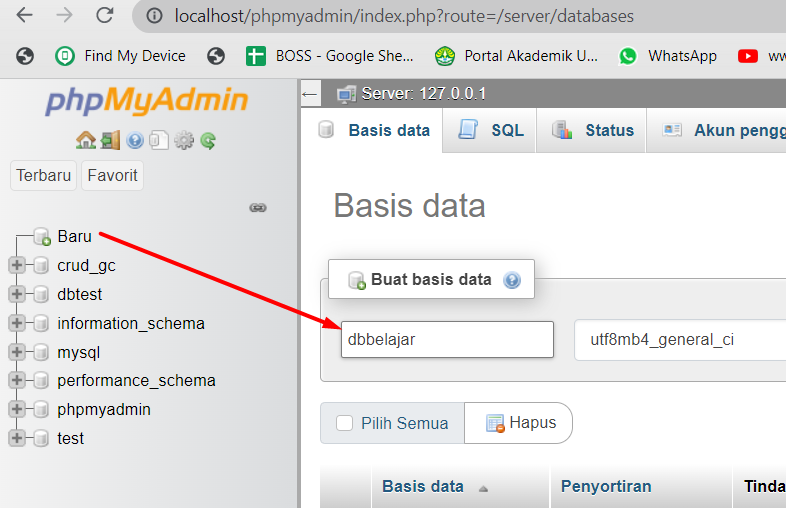 localhost/phpmyadmin/index.php?route=/server/databases
Find My Device
BOSS - Google Shee...
Portal Akademik U...
WhatsApp
phpMyAdmin
Server: 127.0.0.1
Basis data
SQL
Status
Akun pengg
Terbaru
Favorit
Basis data
Baru
crud_gc
dbtest
information_schema
mysql
performance_schema
phpmyadmin
test
Buat basis data
dbbelajar
utf8mb4_general_ci
Pilih Semua
Hapus
Basis data
Penyortiran
Tinda